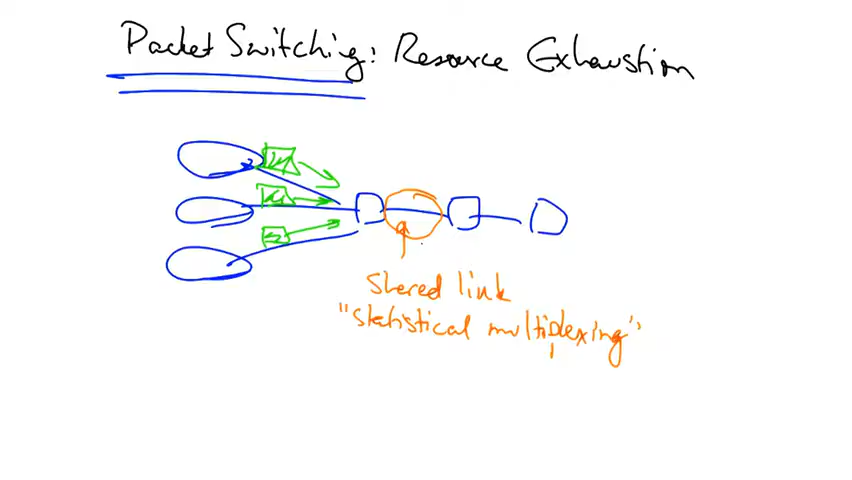 Packet Switching: Resource Exhaustion
Shared link
"statistical multiplexing"